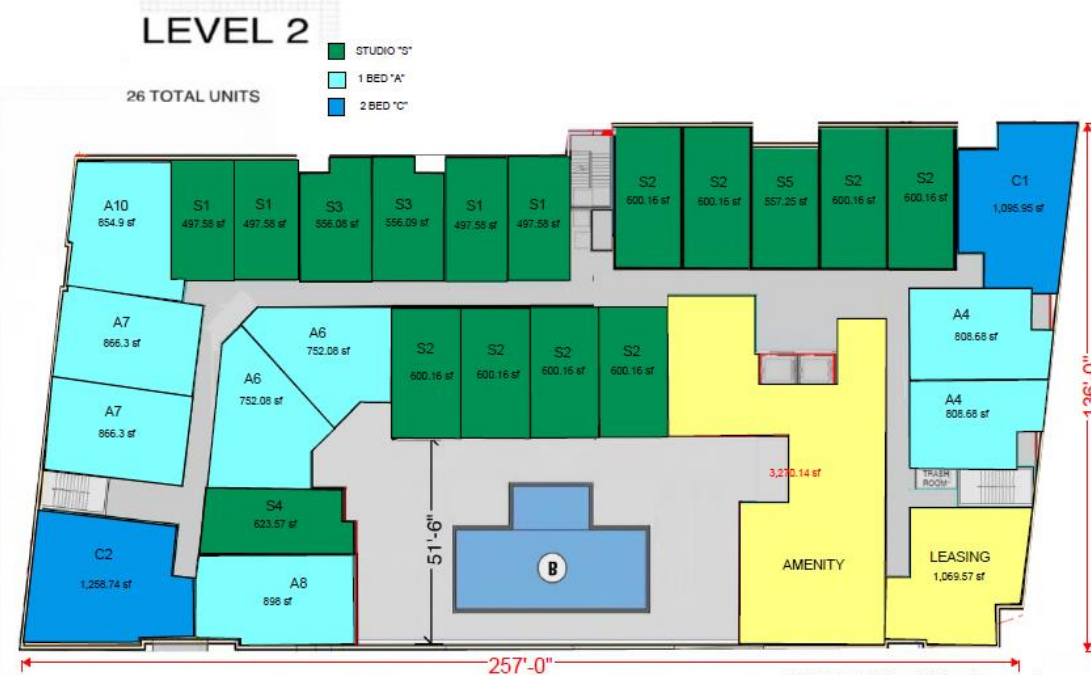 LEVEL 2
STUDIO "S"
1 BED "A"
2 BED "C"
26 TOTAL UNITS
A10
854.9 sf
S1
497.58 sf
S1
497.58 sf
S3
556.08 sf
S3
556.09 sf
S1
497.58 sf
S1
497.58 sf
S2
600.16 sf
S2
600.16 sf
S5
557.25 sf
S2
600.16 sf
S2
600.16 sf
C1
1,095.95 sf
A7
866.3 sf
A6
752.08 sf
A6
752.08 sf
S2
600.16 sf
S2
600.16 sf
S2
600.16 sf
S2
600.16 sf
A4
808.68 sf
A4
808.68 sf
136'-0"
A7
866.3 sf
3,270.14 sf
TRASH
ROOM
S4
623.57 sf
51'-6"
C2
1,258.74 sf
A8
898 sf
B
AMENITY
LEASING
1,069.57 sf
257'-0"